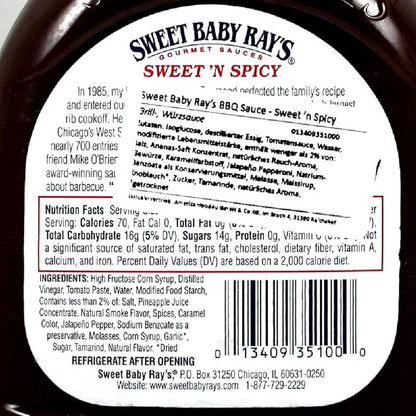 SWEET BABY RAY'S
GOURMET SAUCES
SWEET 'N SPICY
In 1985, my perfected the family's recipe
and entered our largest
rib cookoff. He
Chicago's West S
nearly 700 entries
friend Mike O'Brien
award-winning sa
about barbecue."
Sweet Baby Ray's BBQ Sauce - Sweet 'n Spicy
Grill-, Würzsauce 013409351000
Zutaten: Isoglucose, destillierter Essig, Tomatensauce, Wasser,
modifizierte Lebensmittelstärke, enthält weniger als 2% von:
Salz, Ananas-Saft Konzentrat, natürliches Rauch-Aroma,
Gewürze, Karamellfarbstoff, Jalapeño Pepperoni, Natrium-
Benzoate als Konservierungsmittel, Melasse, Maissirup,
Knoblauch*, Zucker, Tamarinde, natürliches Aroma.
*getrocknet
Nutrition Facts Serving er
Serving: Calories 70, Fat Cal 0, Total Fat 0g
Total Carbohydrate 16g (5% DV), Sugars 14g, Protein 0g, Vitamin Not
a significant source of saturated fat, trans fat, cholesterol, dietary fiber, vitamin A,
calcium, and iron. Percent Daily Values (DV) are based on a 2,000 calorie diet.
INGREDIENTS: High Fructose Corn Syrup, Distilled
Vinegar, Tomato Paste, Water, Modified Food Starch,
Contains less than 2% of: Salt, Pineapple Juice
Concentrate, Natural Smoke Flavor, Spices, Caramel
Color, Jalapeño Pepper, Sodium Benzoate as a
preservative, Molasses, Corn Syrup, Garlic*,
Sugar, Tamarind, Natural Flavor. *Dried
0 13409 35100 0
REFRIGERATE AFTER OPENING
Sweet Baby Ray's,® P.O. Box 31250 Chicago, IL 60631-0250
Website: www.sweetbabyrays.com 1-877-729-2229